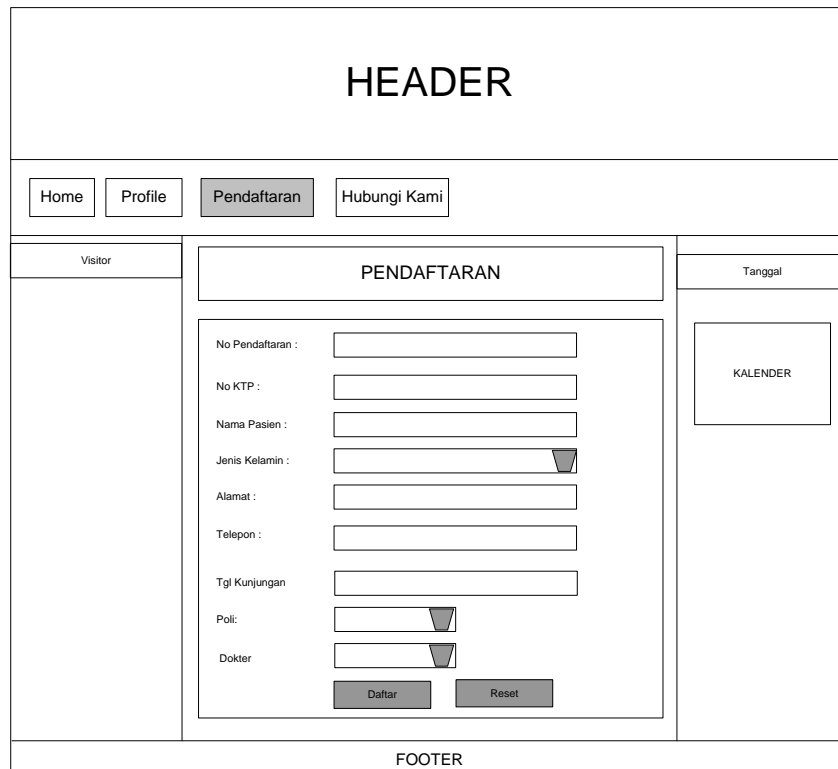 HEADER
Home
Profile
Pendaftaran
Hubungi Kami
Visitor
PENDAFTARAN
Tanggal
KALENDER
No Pendaftaran :
No KTP :
Nama Pasien :
Jenis Kelamin :
Alamat :
Telepon :
Tgl Kunjungan
Poli:
Dokter
Daftar
Reset
FOOTER